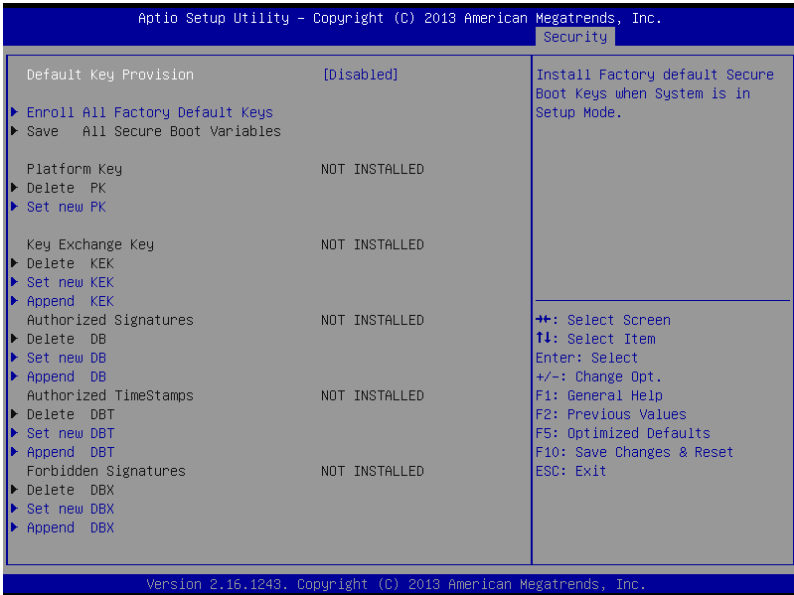 Aptio Setup Utility – Copyright (C) 2013 American Megatrends, Inc.
Security
Default Key Provision [Disabled]
Enroll All Factory Default Keys
Save All Secure Boot Variables
Platform Key NOT INSTALLED
Delete PK
Set new PK
Key Exchange Key NOT INSTALLED
Delete KEK
Set new KEK
Append KEK
Authorized Signatures NOT INSTALLED
Delete DB
Set new DB
Append DB
Authorized TimeStamps NOT INSTALLED
Delete DBT
Set new DBT
Append DBT
Forbidden Signatures NOT INSTALLED
Delete DBX
Set new DBX
Append DBX
Install Factory default Secure
Boot Keys when System is in
Setup Mode.
→←: Select Screen
↑↓: Select Item
Enter: Select
+/-: Change Opt.
F1: General Help
F2: Previous Values
F5: Optimized Defaults
F10: Save Changes & Reset
ESC: Exit
Version 2.16.1243. Copyright (C) 2013 American Megatrends, Inc.